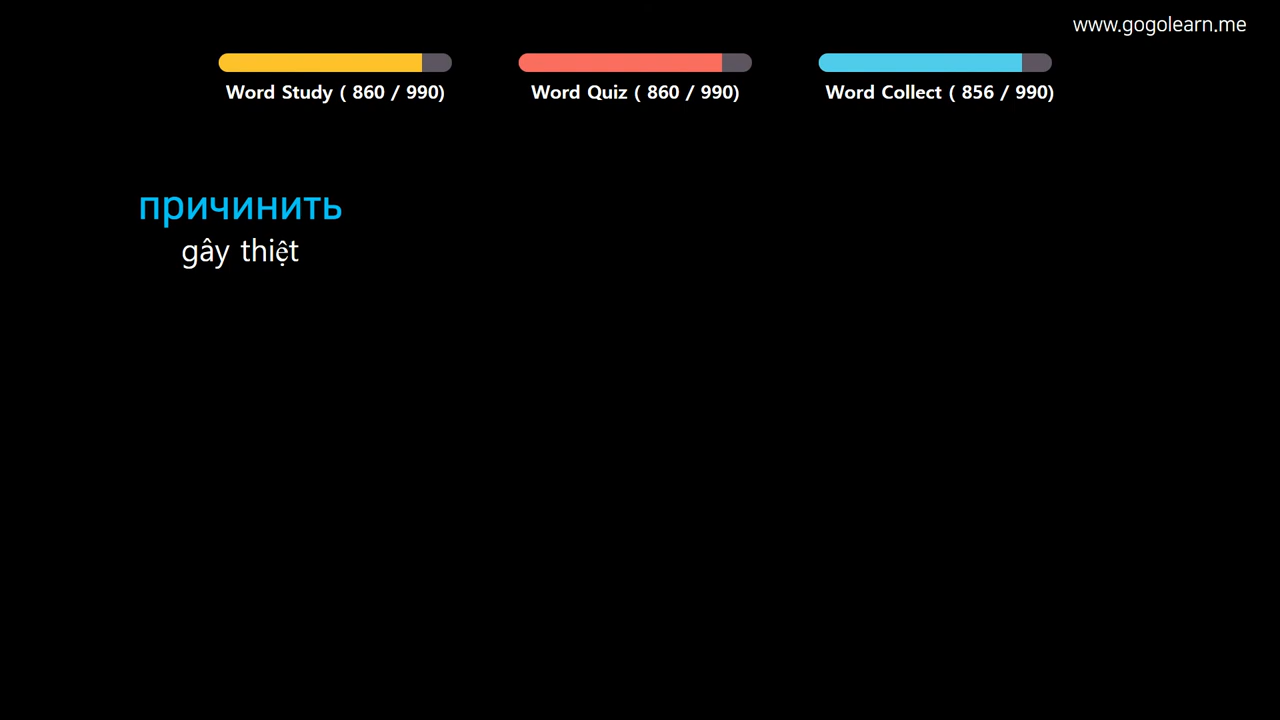 www.gogolearn.me
Word Study ( 860 / 990)
Word Quiz ( 860 / 990)
Word Collect ( 856 / 990)
причинить
gây thiệt